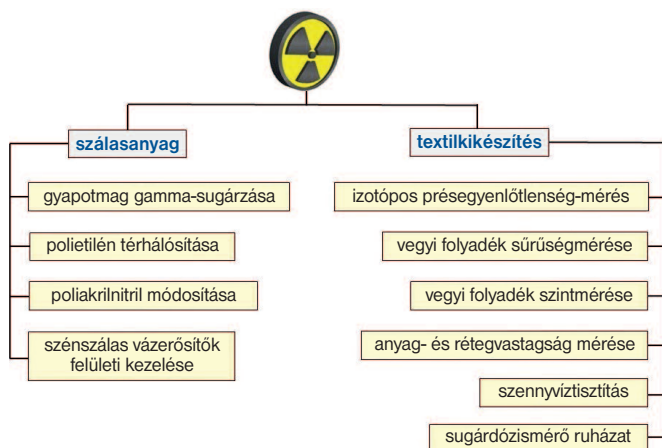 szálasanyag
gyapotmag gamma-sugárzása
polietilén térhálósítása
poliakrilnitril módosítása
szénszálas vázerősítők
felületi kezelése
textilkikészítés
izotópos présegyenlőtlenség-mérés
vegyi folyadék sűrűségmérése
vegyi folyadék szintmérése
anyag- és rétegvastagság mérése
szennyvíztisztítás
sugárdózismérő ruházat